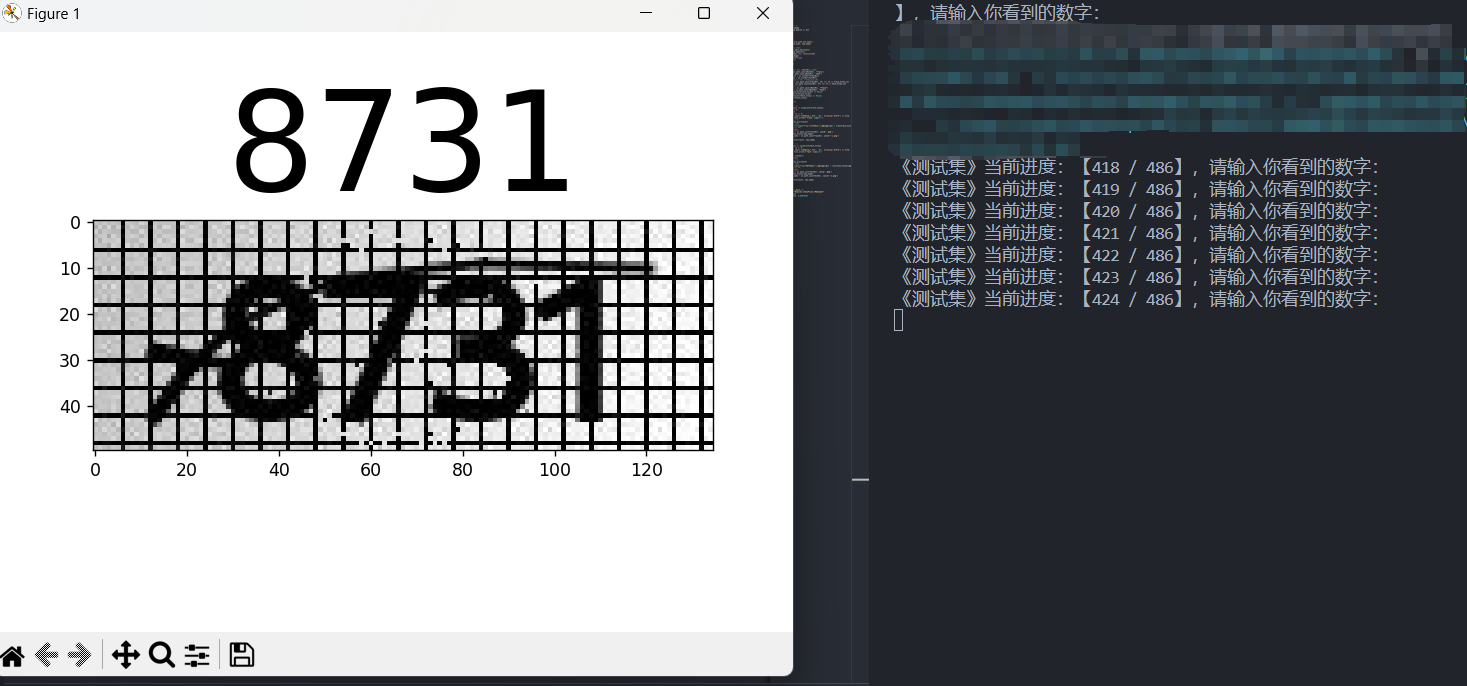 Figure 1
8731
0
10
20
30
40
8731
0 20 40 60 80 100 120
】,请输入你看到的数字:
《测试集》当前进度:【418 / 486】,请输入你看到的数字:
《测试集》当前进度:【419 / 486】,请输入你看到的数字:
《测试集》当前进度:【420 / 486】,请输入你看到的数字:
《测试集》当前进度:【421 / 486】,请输入你看到的数字:
《测试集》当前进度:【422 / 486】,请输入你看到的数字:
《测试集》当前进度:【423 / 486】,请输入你看到的数字:
《测试集》当前进度:【424 / 486】,请输入你看到的数字: